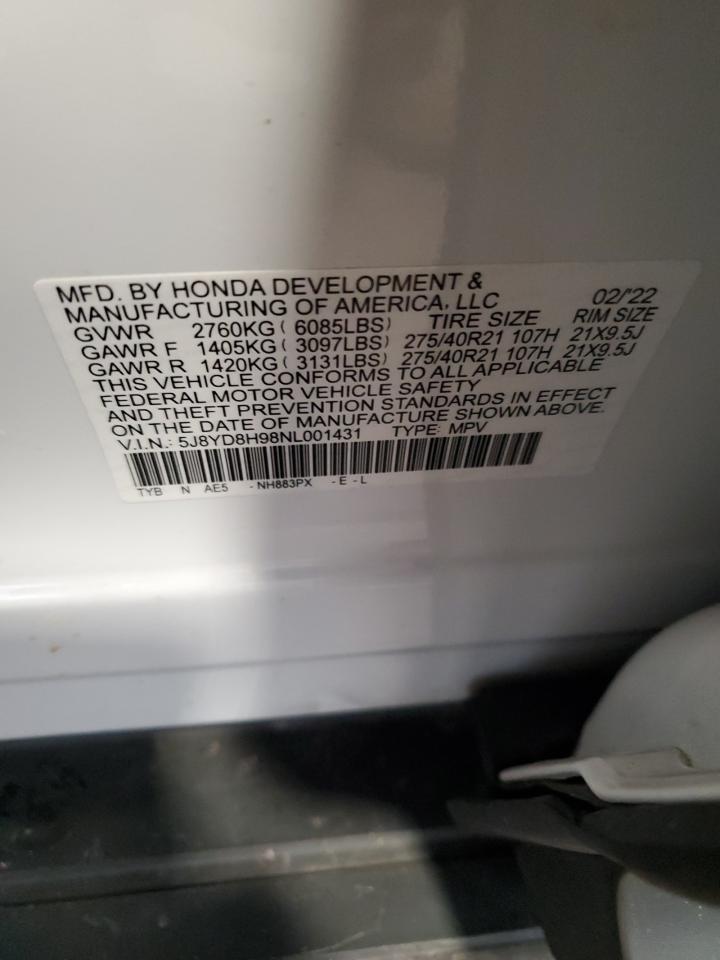 MFD. BY HONDA DEVELOPMENT &
MANUFACTURING OF AMERICA, LLC 02/'22
GVWR 2760KG ( 6085LBS) TIRE SIZE RIM SIZE
GAWR F 1405KG ( 3097LBS) 275/40R21 107H 21X9.5J
GAWR R 1420KG ( 3131LBS) 275/40R21 107H 21X9.5J
THIS VEHICLE CONFORMS TO ALL APPLICABLE
FEDERAL MOTOR VEHICLE SAFETY
AND THEFT PREVENTION STANDARDS IN EFFECT
ON THE DATE OF MANUFACTURE SHOWN ABOVE.
V.I.N.: 5J8YD8H98NL001431 TYPE: MPV
TYB N AE5 - NH883PX - E - L